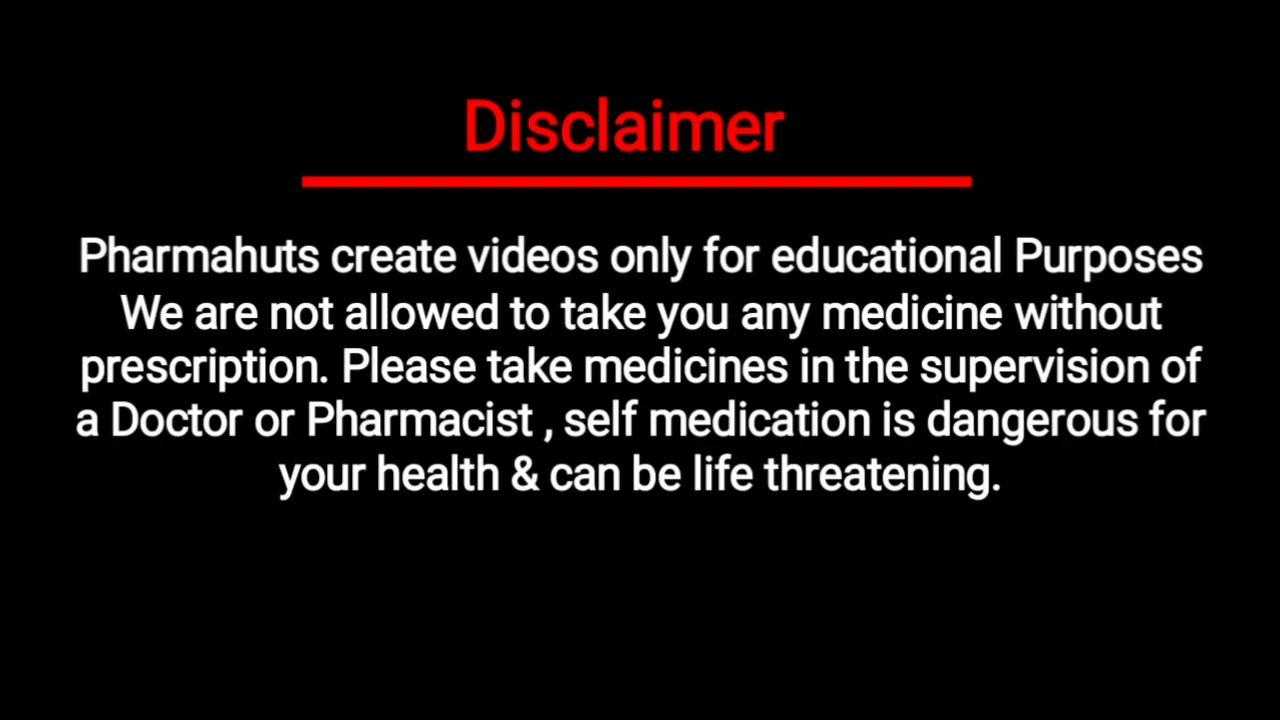 Disclaimer
Pharmahuts create videos only for educational Purposes
We are not allowed to take you any medicine without
prescription. Please take medicines in the supervision of
a Doctor or Pharmacist , self medication is dangerous for
your health & can be life threatening.